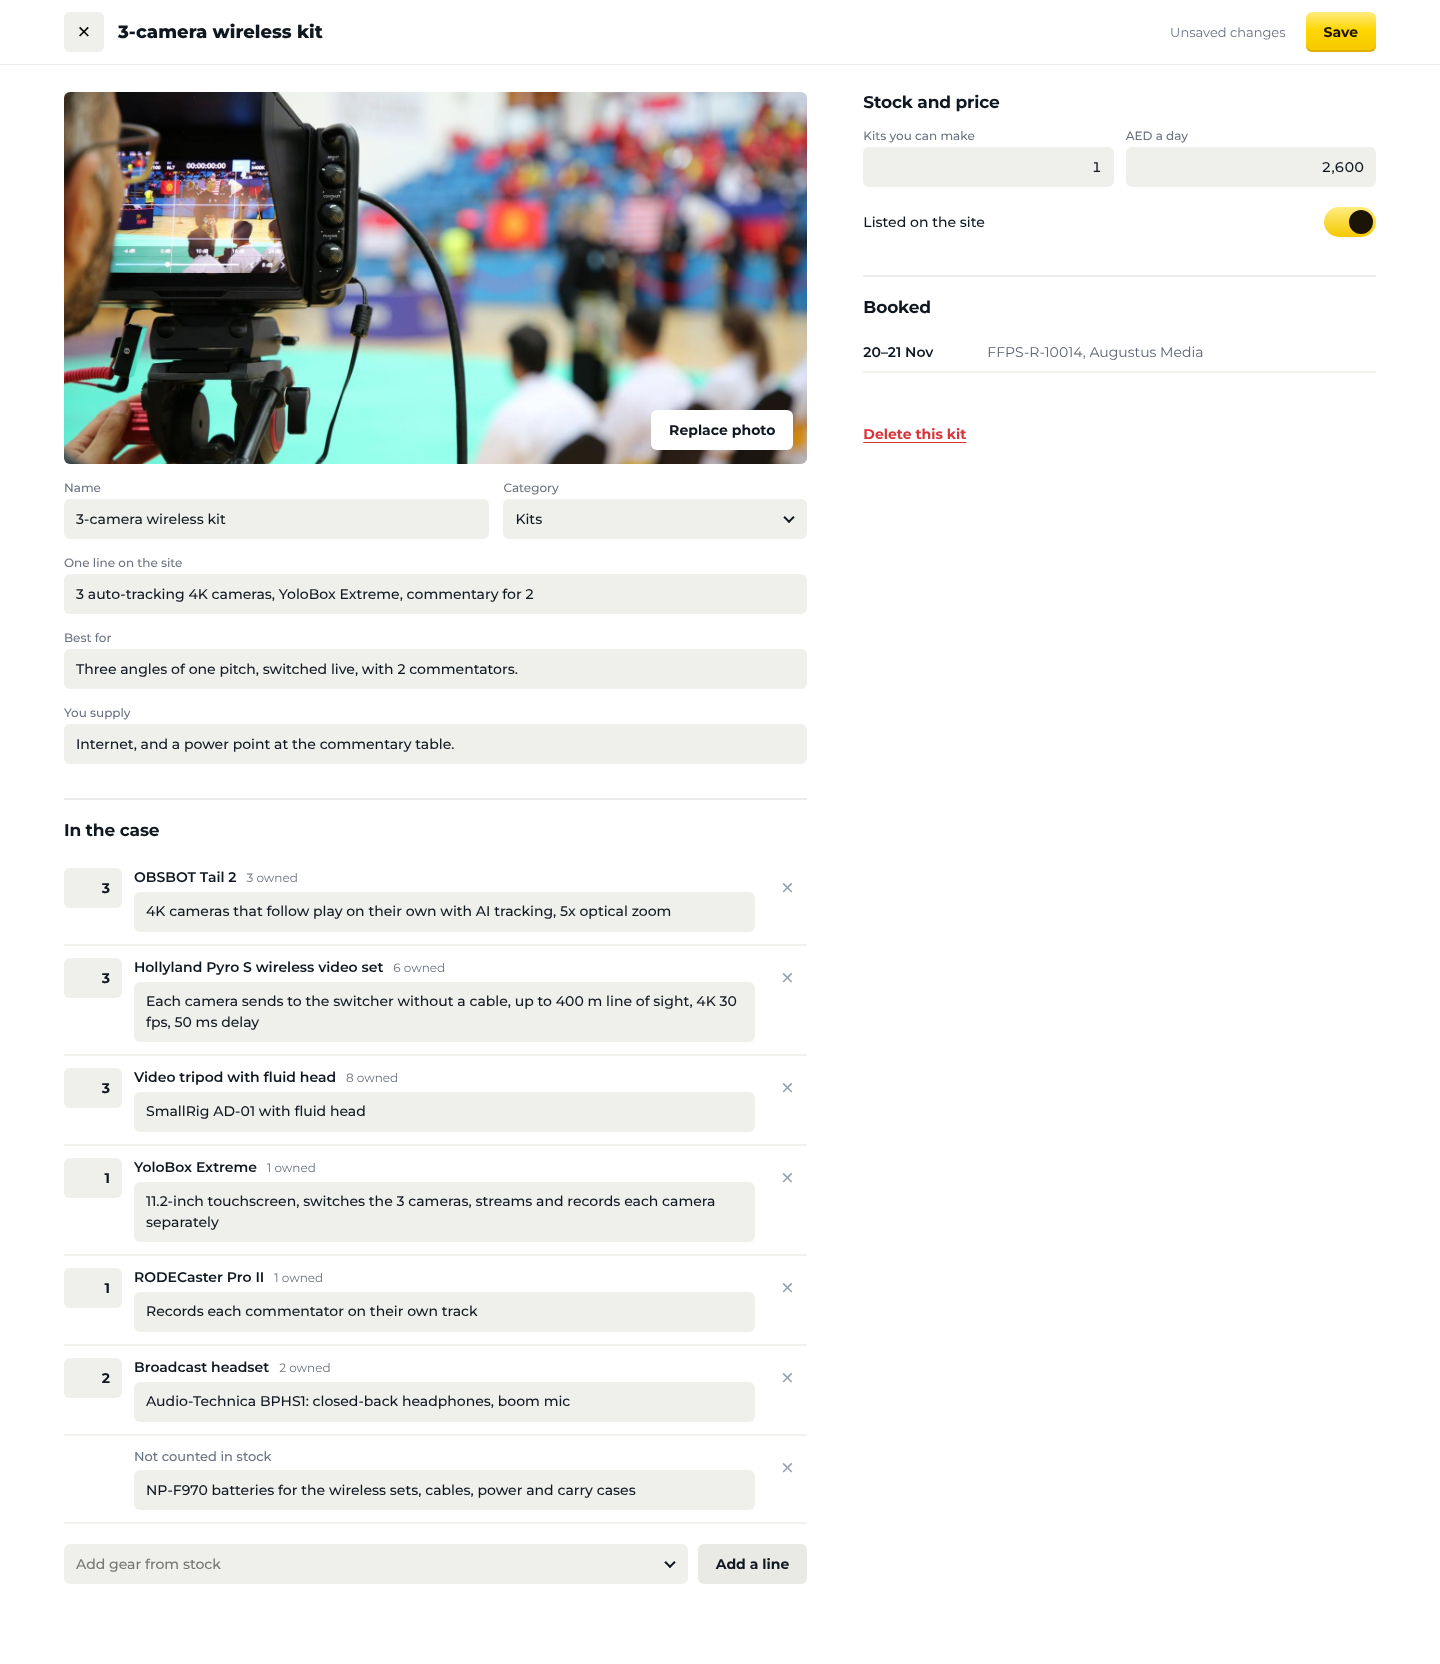 ✕ 3-camera wireless kit
Unsaved changes
Save
00:00:00:00
Replace photo
Name
3-camera wireless kit
Category
Kits
One line on the site
3 auto-tracking 4K cameras, YoloBox Extreme, commentary for 2
Best for
Three angles of one pitch, switched live, with 2 commentators.
You supply
Internet, and a power point at the commentary table.
In the case
3
OBSBOT Tail 2 3 owned
4K cameras that follow play on their own with AI tracking, 5x optical zoom
✕
3
Hollyland Pyro S wireless video set 6 owned
Each camera sends to the switcher without a cable, up to 400 m line of sight, 4K 30
fps, 50 ms delay
✕
3
Video tripod with fluid head 8 owned
SmallRig AD-01 with fluid head
✕
1
YoloBox Extreme 1 owned
11.2-inch touchscreen, switches the 3 cameras, streams and records each camera
separately
✕
1
RODECaster Pro II 1 owned
Records each commentator on their own track
✕
2
Broadcast headset 2 owned
Audio-Technica BPHS1: closed-back headphones, boom mic
✕
Not counted in stock
NP-F970 batteries for the wireless sets, cables, power and carry cases
✕
Add gear from stock
Add a line
Stock and price
Kits you can make
1
AED a day
2,600
Listed on the site
Booked
20–21 Nov FFPS-R-10014, Augustus Media
Delete this kit